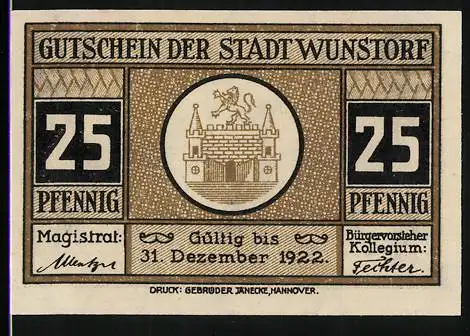 GUTSCHEIN DER STADT WUNSTORF
25 25
PFENNIG PFENNIG
Magistrat:
Gültig bis
31. Dezember 1922.
Bürgervorsteher
Kollegium:
Fechter.
DRUCK: GEBRÜDER JÄNECKE, HANNOVER.